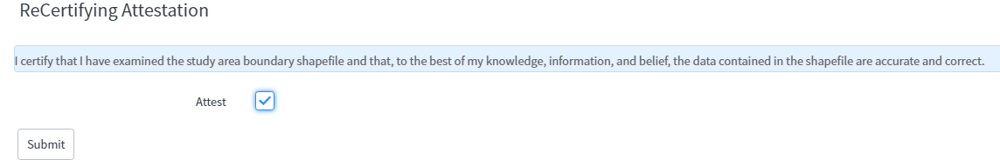 ReCertifying Attestation
I certify that I have examined the study area boundary shapefile and that, to the best of my knowledge, information, and belief, the data contained in the shapefile are accurate and correct.
Attest
Submit